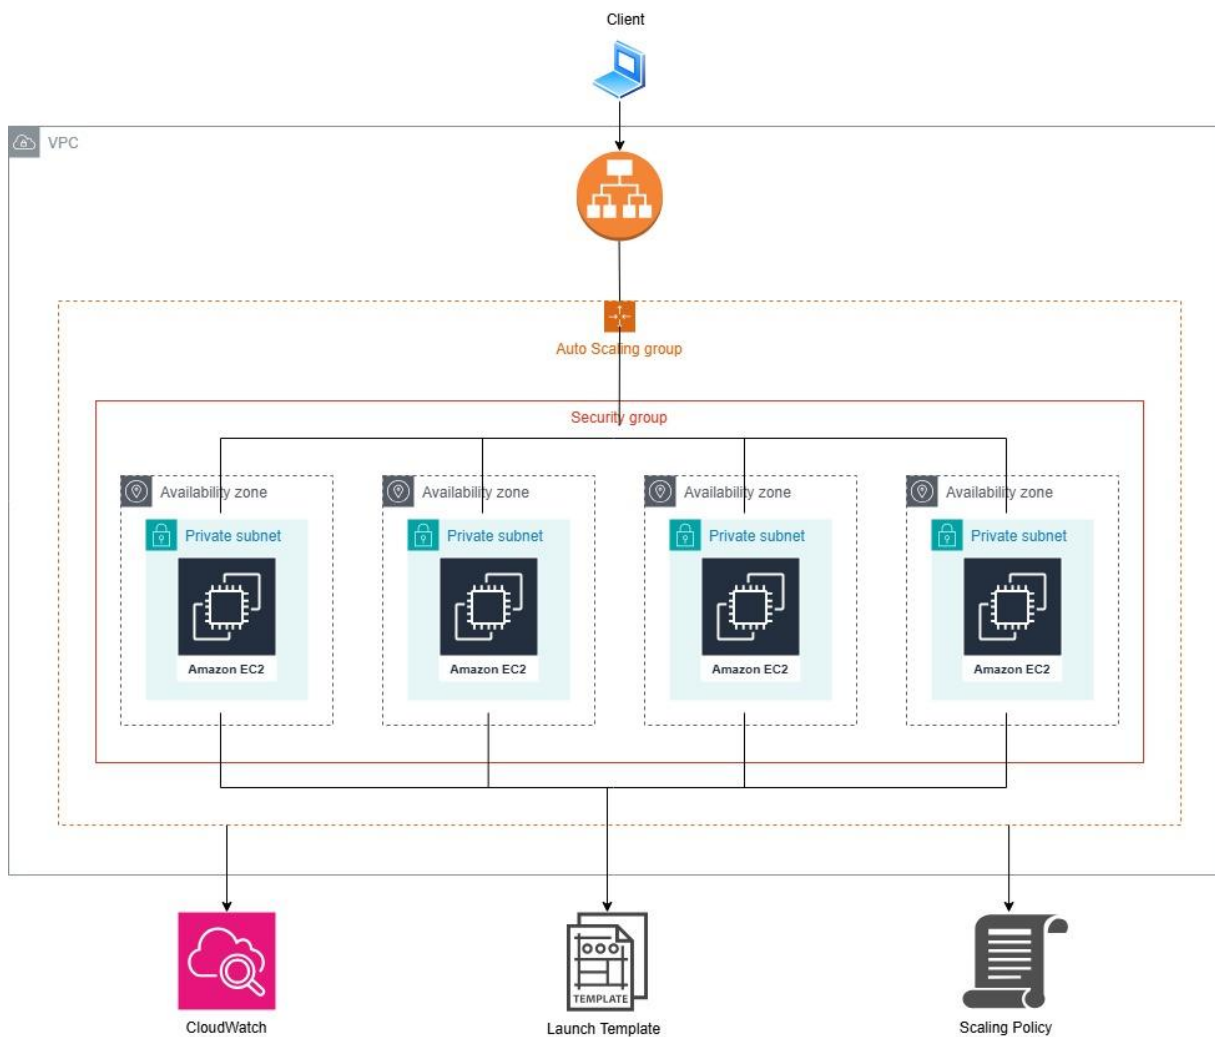 Client
VPC
Auto Scaling group
Security group
Availability zone
Availability zone
Availability zone
Availability zone
Private subnet
Private subnet
Private subnet
Private subnet
Amazon EC2
Amazon EC2
Amazon EC2
Amazon EC2
TEMPLATE
CloudWatch
Launch Template
Scaling Policy